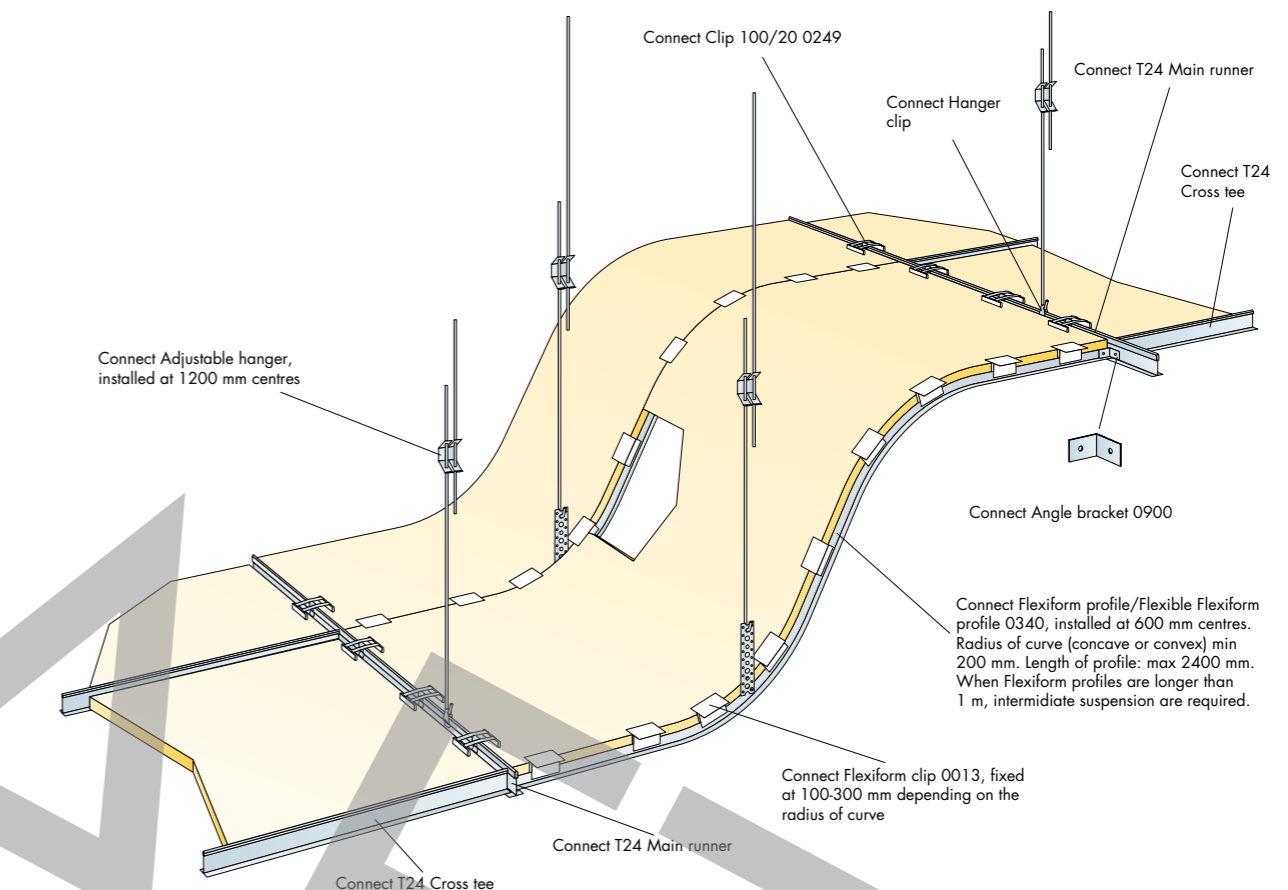 Connect Clip 100/20 0249
Connect T24 Main runner
Connect Hanger
clip
Connect T24
Cross tee
Connect Adjustable hanger,
installed at 1200 mm centres
Connect Angle bracket 0900
Connect Flexiform profile/Flexible Flexiform
profile 0340, installed at 600 mm centres.
Radius of curve (concave or convex) min
200 mm. Length of profile: max 2400 mm.
When Flexiform profiles are longer than
1 m, intermidiate suspension are required.
Connect Flexiform clip 0013, fixed
at 100-300 mm depending on the
radius of curve
Connect T24 Main runner
Connect T24 Cross tee